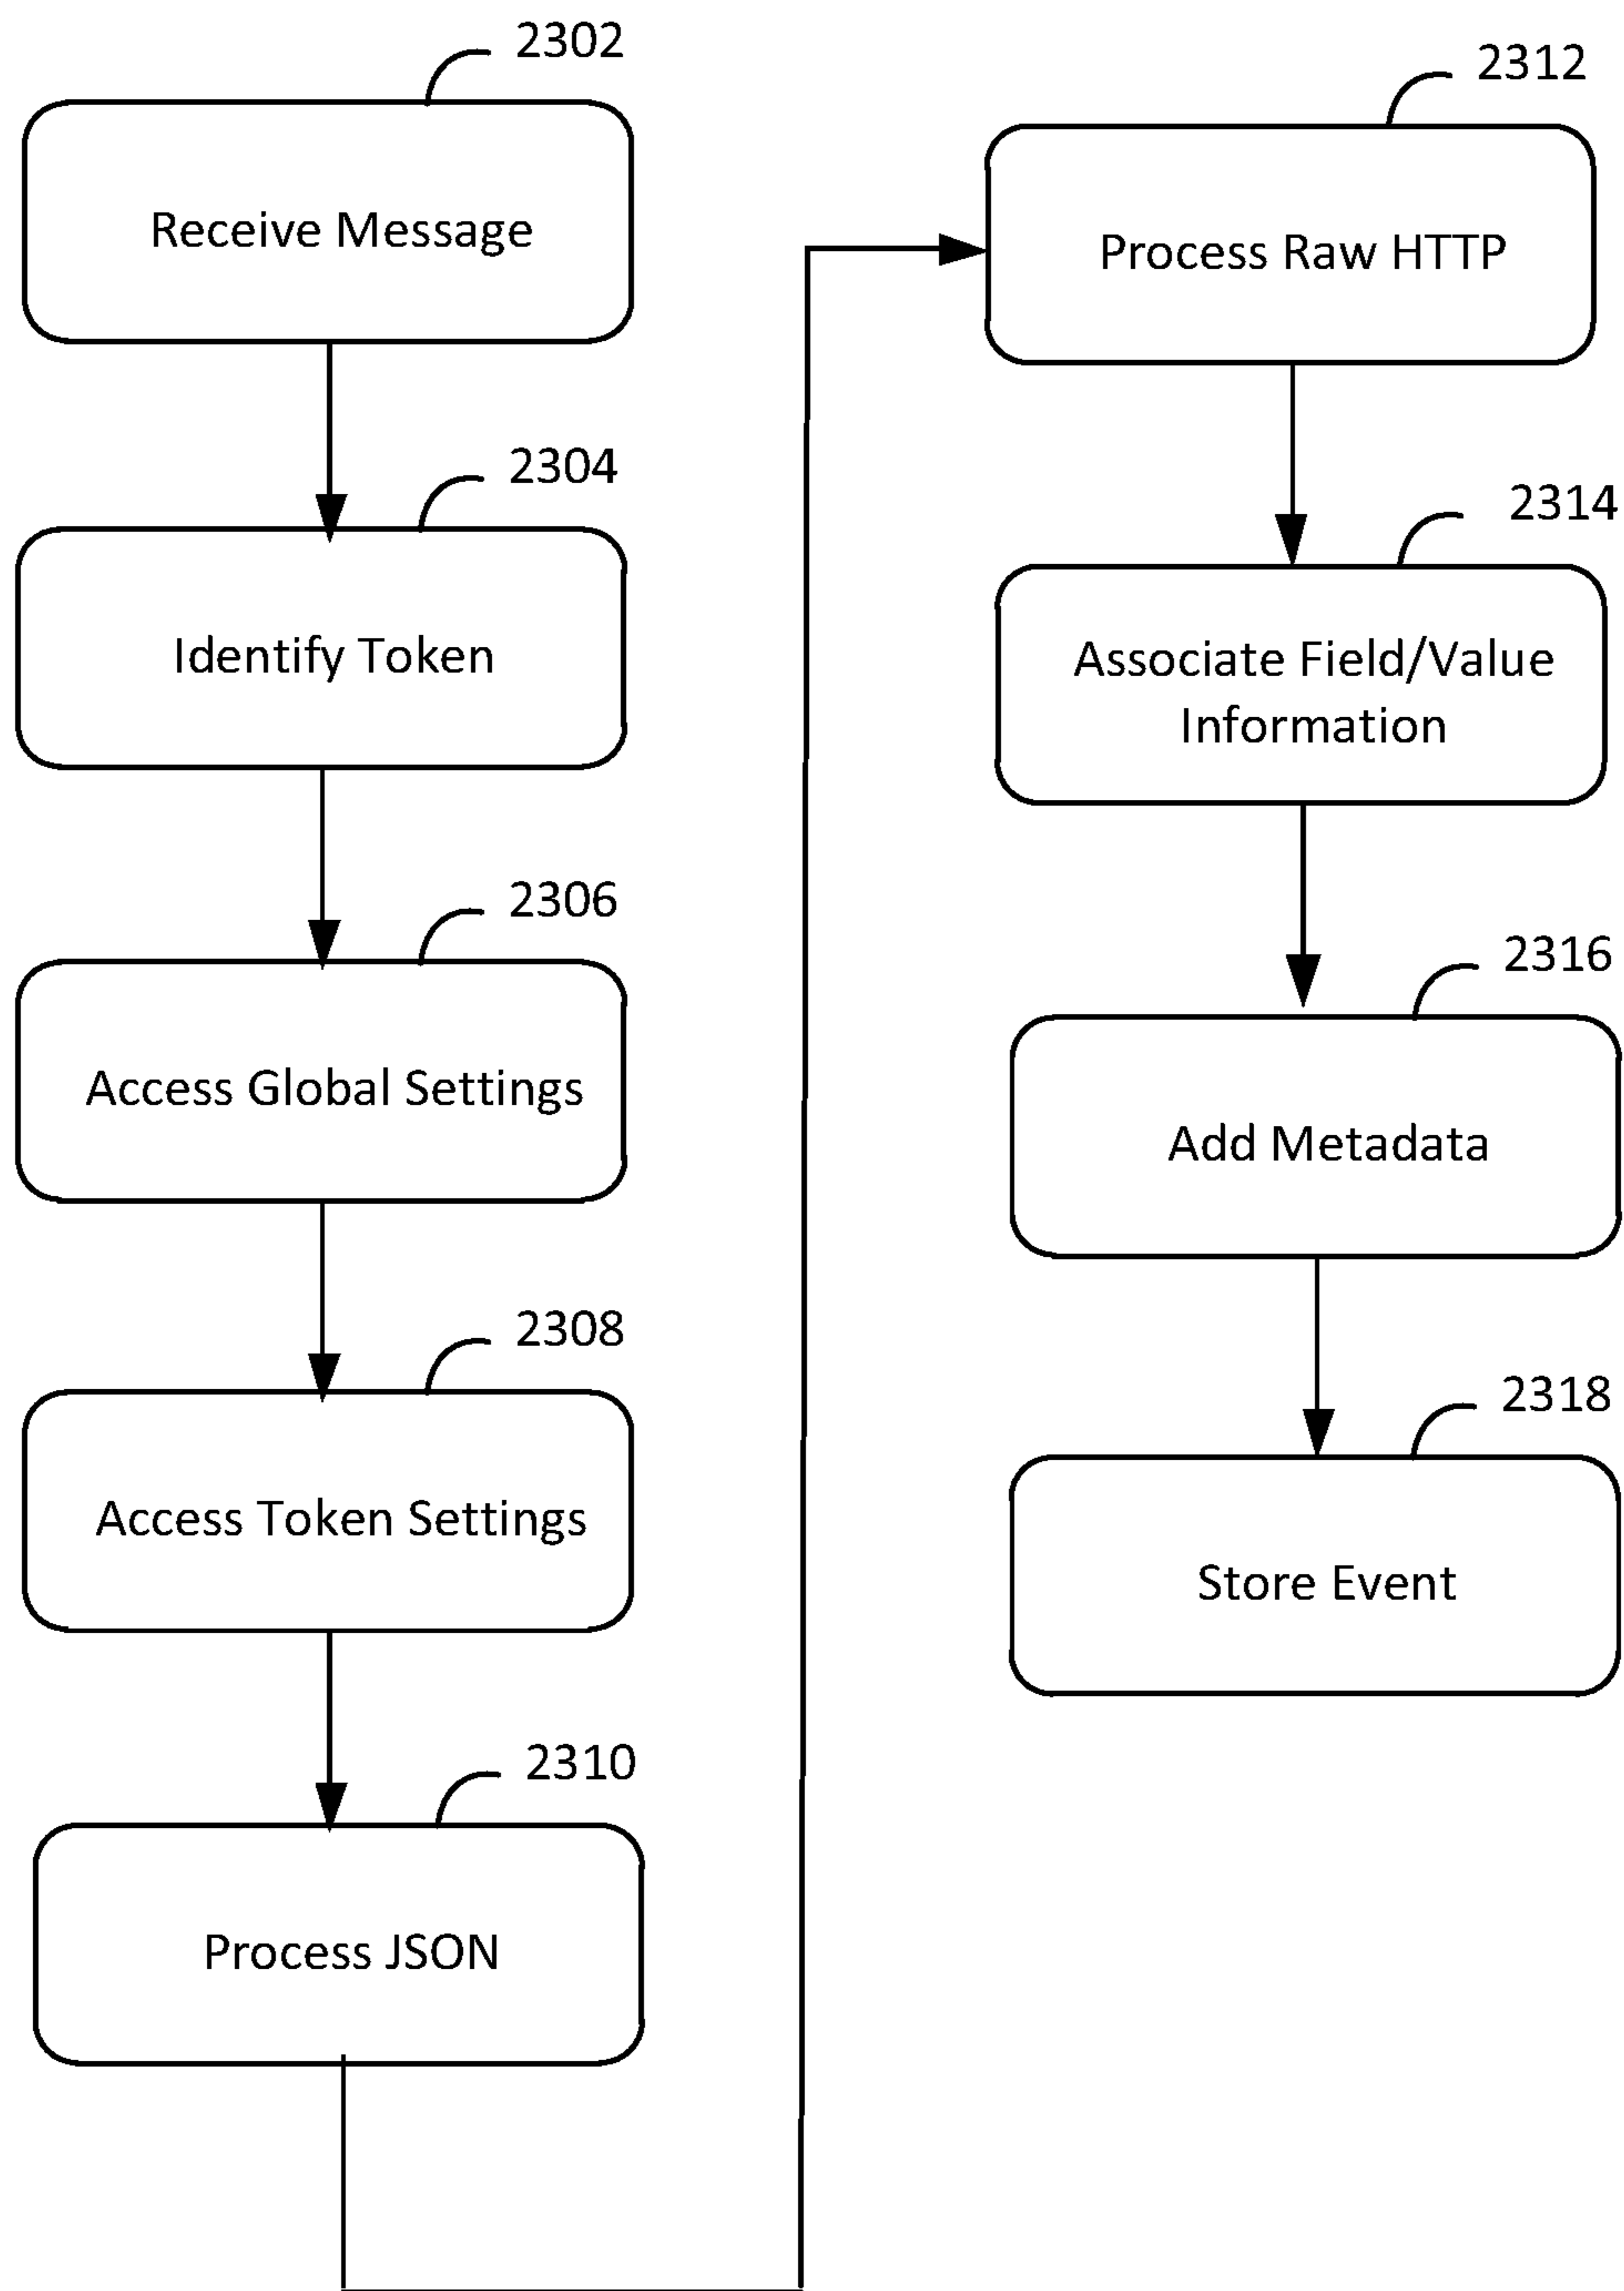 2302
Receive Message
2304
Identify Token
2306
Access Global Settings
2308
Access Token Settings
2310
Process JSON
2312
Process Raw HTTP
2314
Associate Field/Value
Information
2316
Add Metadata
2318
Store Event